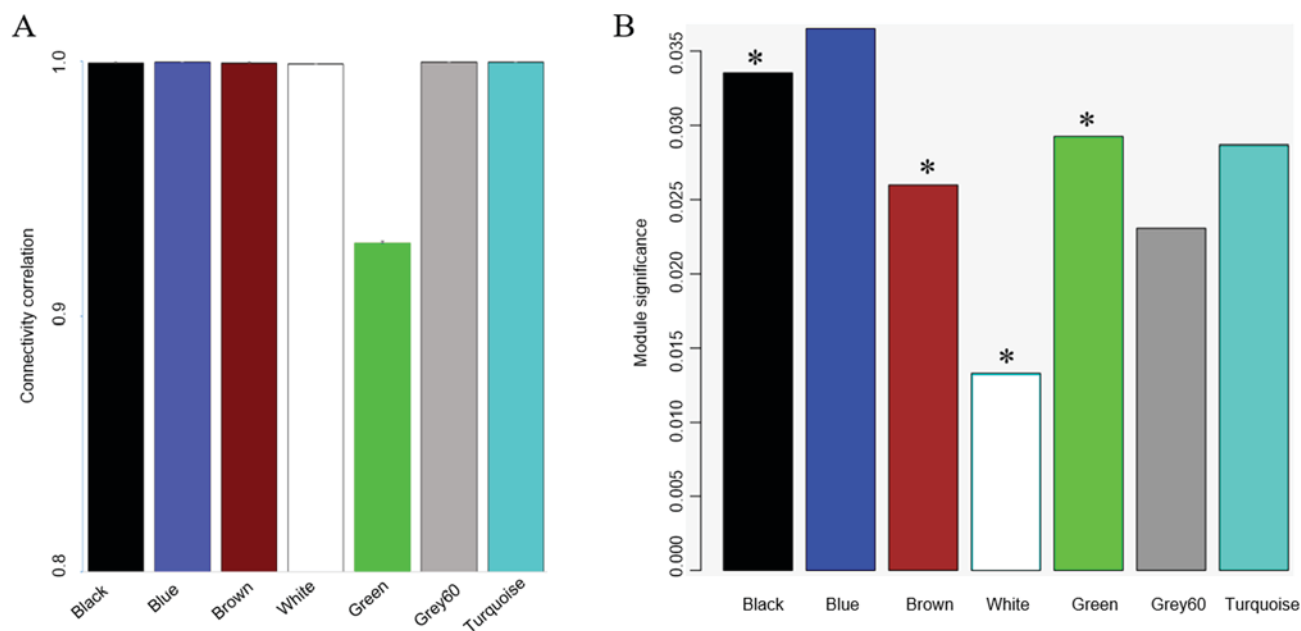 A
Connectivity correlation
1.0
0.9
0.8
Black
Blue
Brown
White
Green
Grey60
Turquoise
B
Module significance
0.035
0.030
0.025
0.020
0.015
0.010
0.005
0.000
*
*
*
*
Black
Blue
Brown
White
Green
Grey60
Turquoise